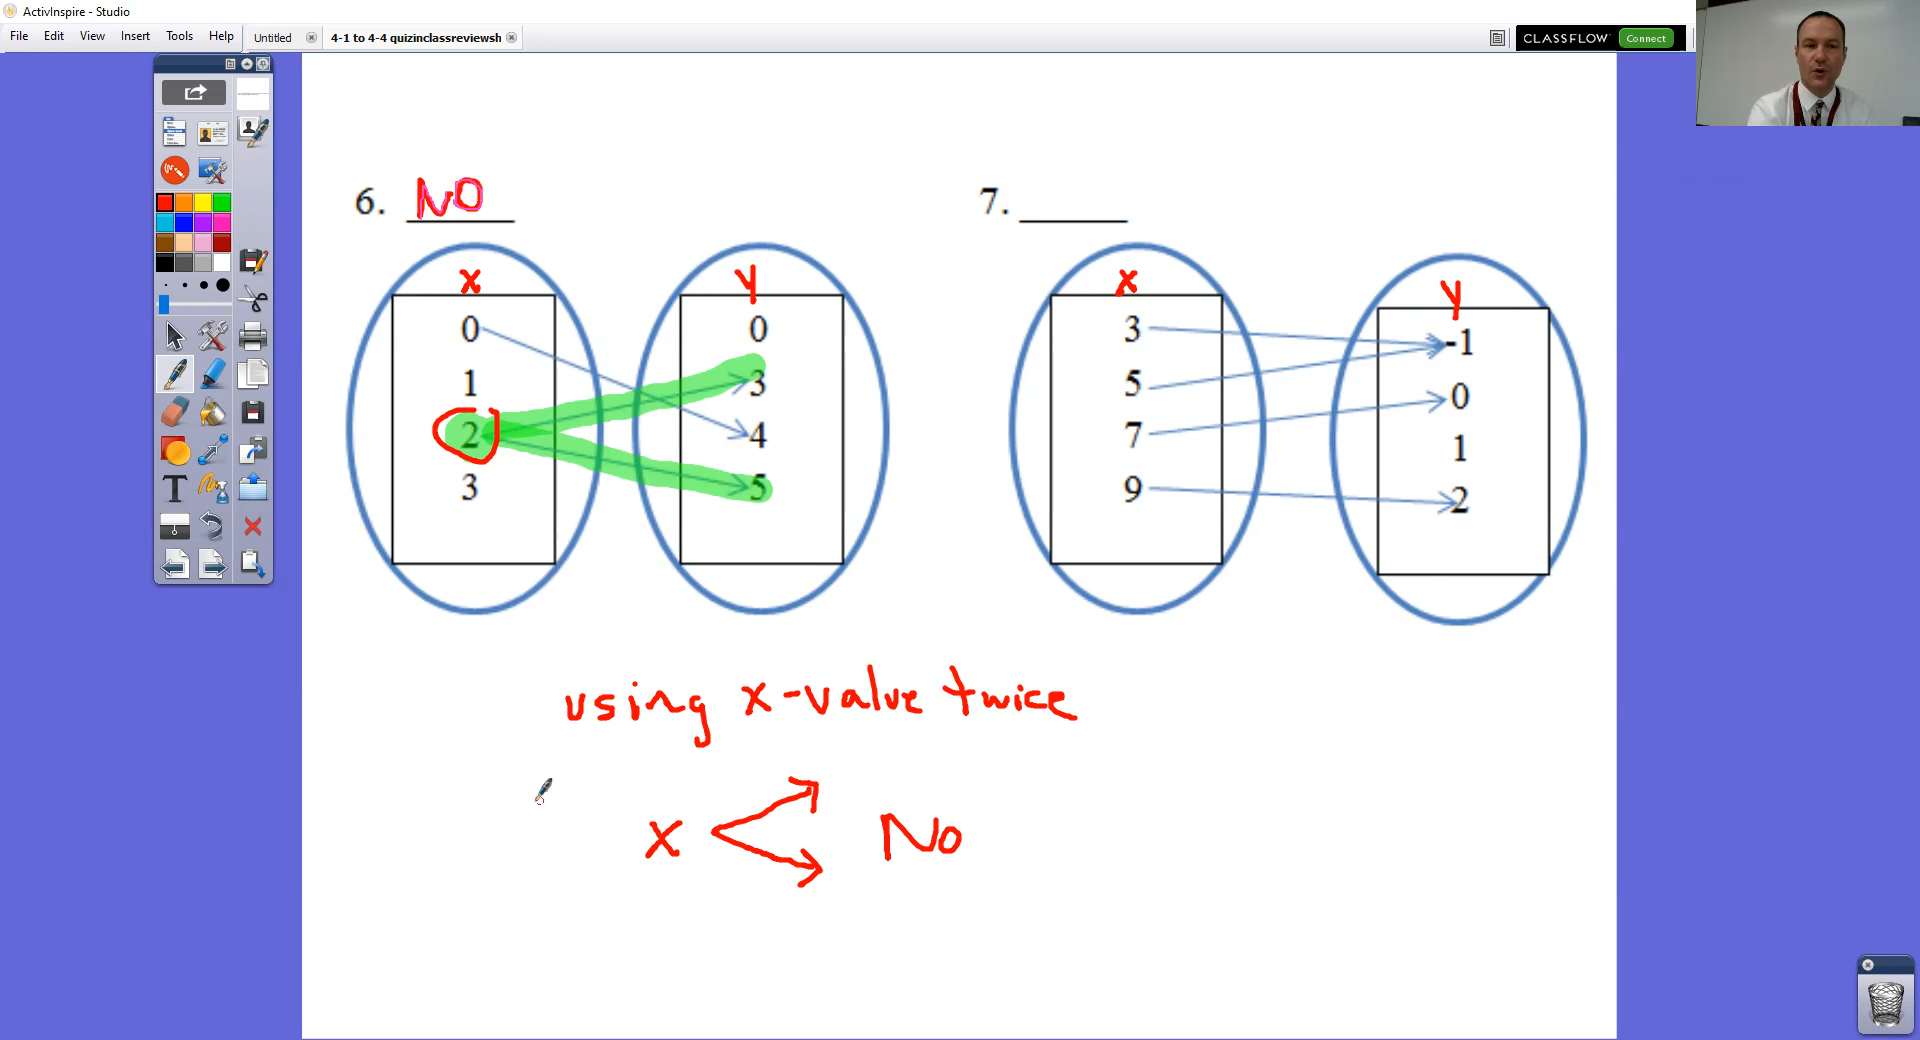 ActivInspire - Studio
File Edit View Insert Tools Help
Untitled 4-1 to 4-4 quizinclassreviewsh
CLASSFLOW Connect
6. NO
7.
x y
0 0
1 3
2 4
3 5
x y
3 -1
5 0
7 1
9 2
using x-value twice
x No